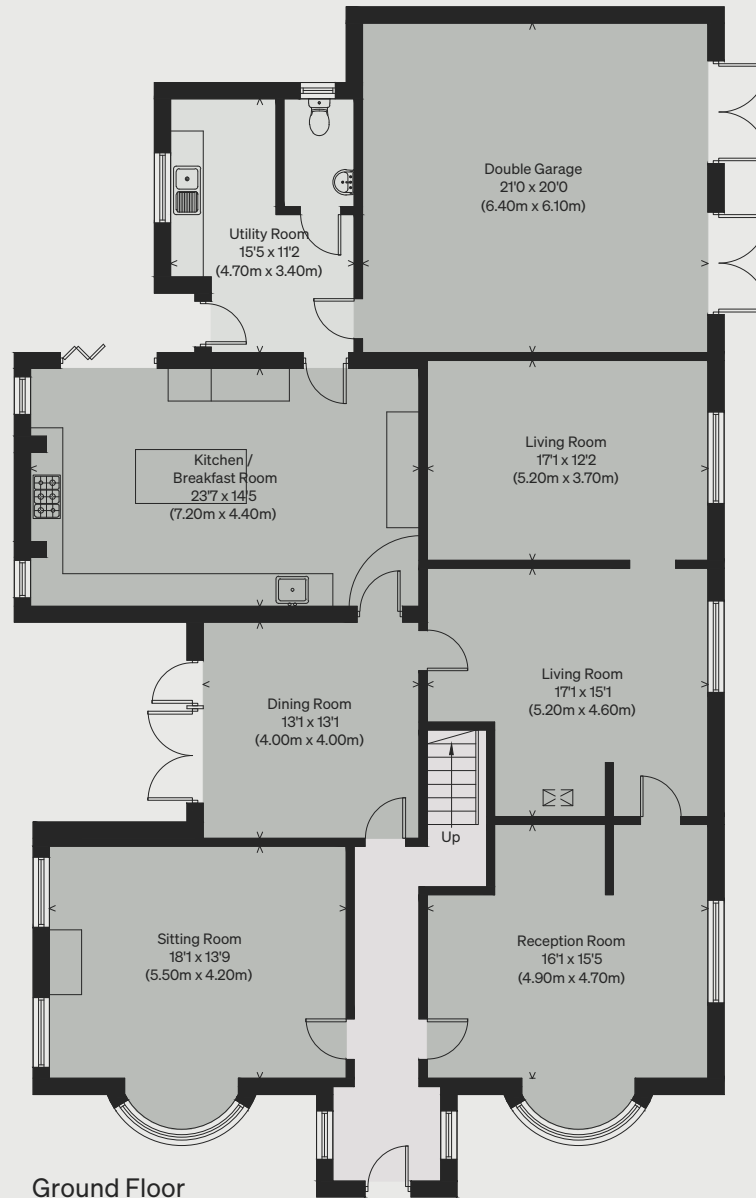 Double Garage
21'0 x 20'0
(6.40m x 6.10m)
Utility Room
15'5 x 11'2
(4.70m x 3.40m)
Living Room
17'1 x 12'2
(5.20m x 3.70m)
Kitchen /
Breakfast Room
23'7 x 14'5
(7.20m x 4.40m)
Living Room
17'1 x 15'1
(5.20m x 4.60m)
Dining Room
13'1 x 13'1
(4.00m x 4.00m)
Up
Sitting Room
18'1 x 13'9
(5.50m x 4.20m)
Reception Room
16'1 x 15'5
(4.90m x 4.70m)
Ground Floor